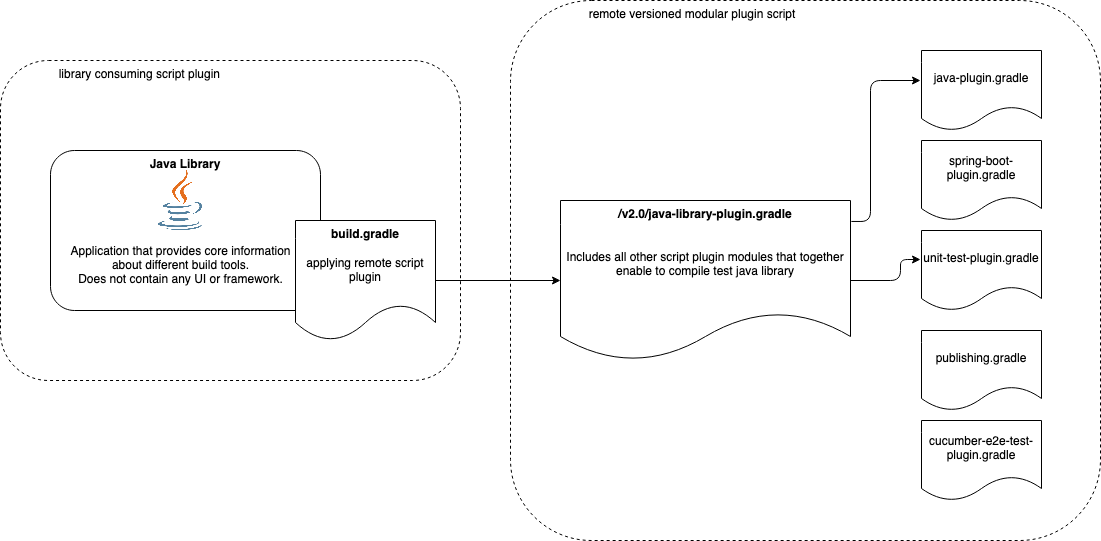 remote versioned modular plugin script
library consuming script plugin
Java Library
Application that provides core information
about different build tools.
Does not contain any UI or framework.
build.gradle
applying remote script
plugin
/v2.0/java-library-plugin.gradle
Includes all other script plugin modules that together
enable to compile test java library
java-plugin.gradle
spring-boot-
plugin.gradle
unit-test-plugin.gradle
publishing.gradle
cucumber-e2e-test-
plugin.gradle